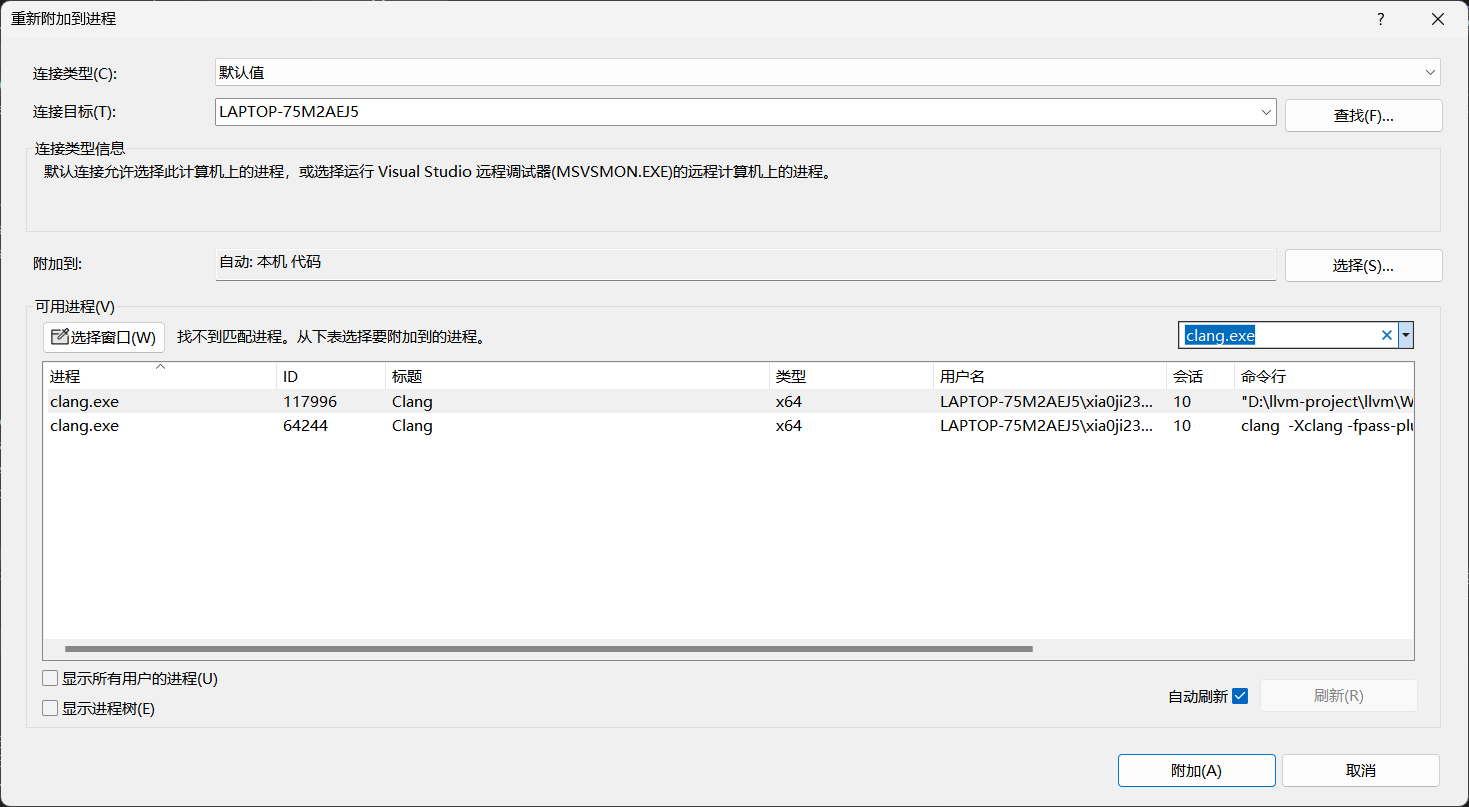 重新附加到进程
?
连接类型(C): 默认值
连接目标(T): LAPTOP-75M2AEJ5 查找(F)...
连接类型信息
默认连接允许选择此计算机上的进程，或选择运行 Visual Studio 远程调试器(MSVSMON.EXE)的远程计算机上的进程。
附加到: 自动: 本机 代码 选择(S)...
可用进程(V)
选择窗口(W) 找不到匹配进程。从下表选择要附加到的进程。 clang.exe
进程 ID 标题 类型 用户名 会话 命令行
clang.exe 117996 Clang x64 LAPTOP-75M2AEJ5\xia0ji23... 10 "D:\llvm-project\llvm\W
clang.exe 64244 Clang x64 LAPTOP-75M2AEJ5\xia0ji23... 10 clang -Xclang -fpass-plu
显示所有用户的进程(U)
自动刷新 刷新(R)
显示进程树(E)
附加(A) 取消